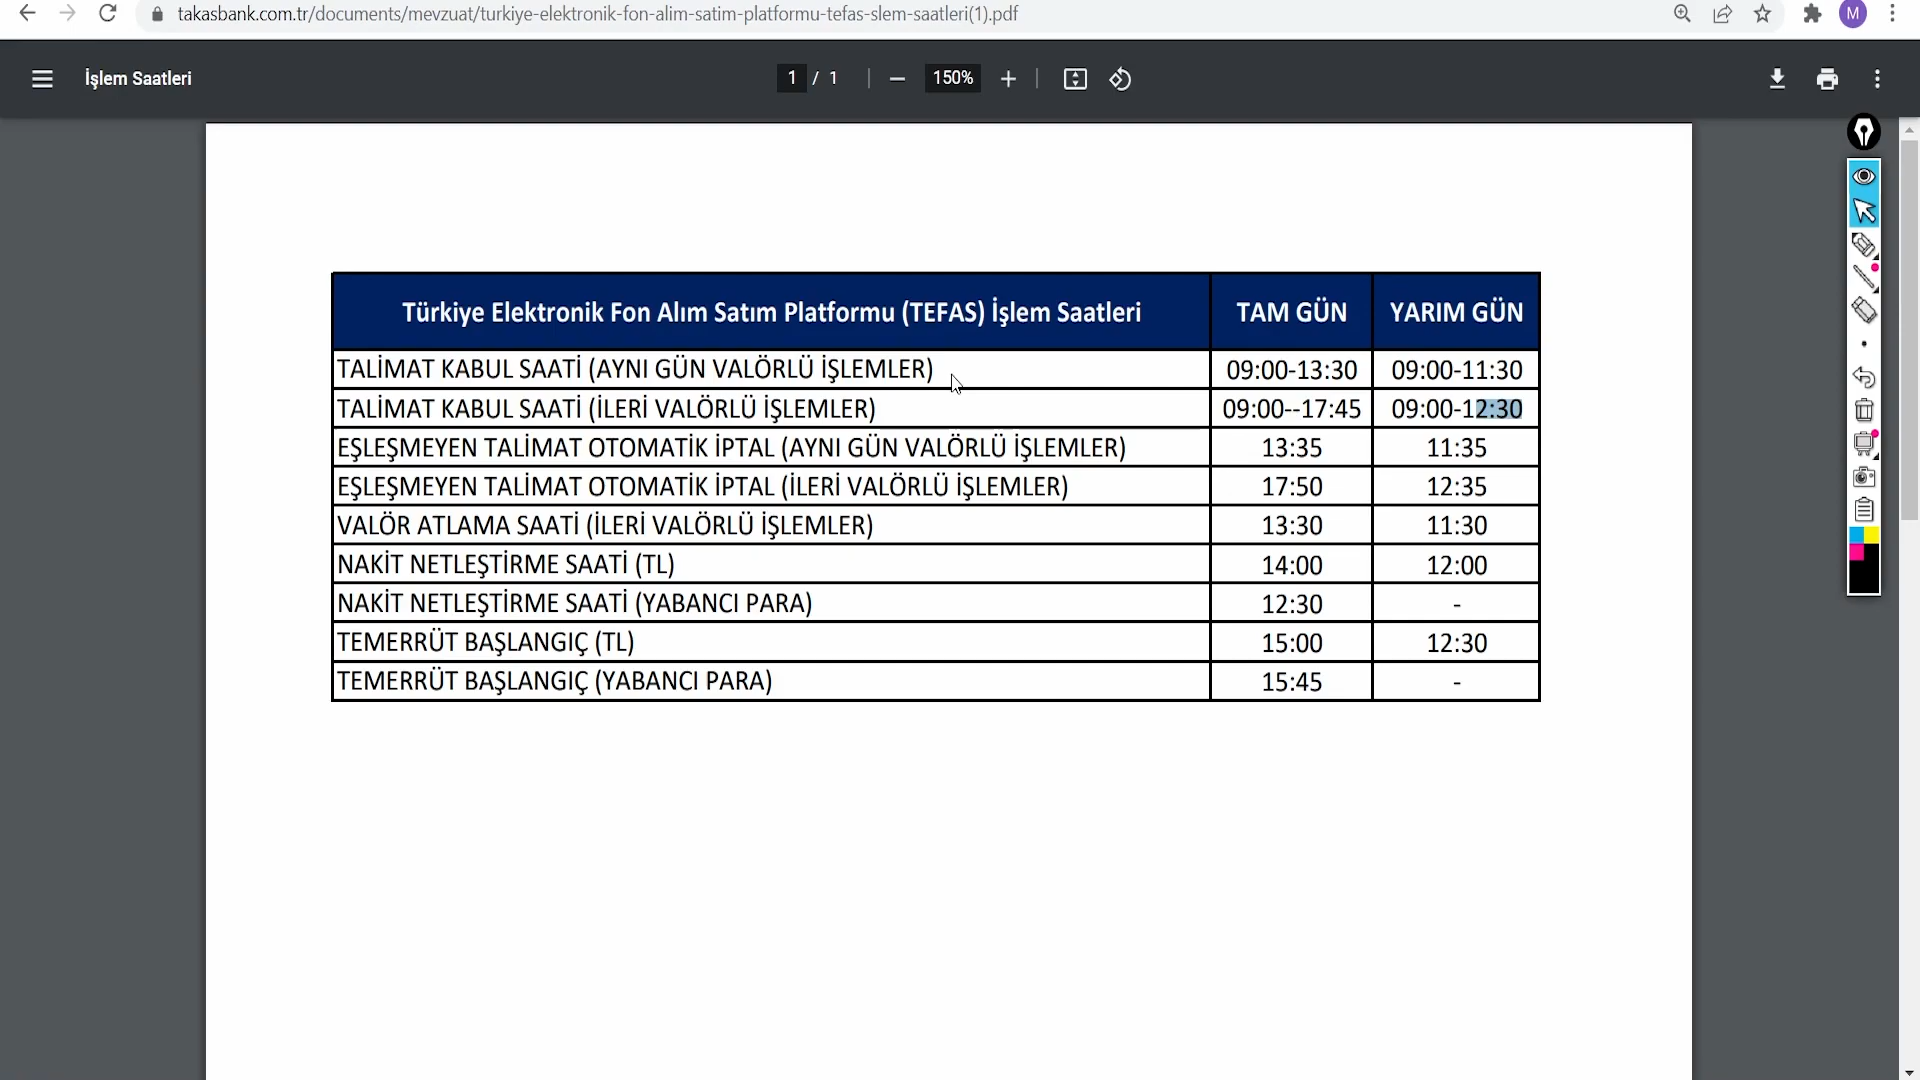 takasbank.com.tr/documents/mevzuat/turkiye-elektronik-fon-alim-satim-platformu-tefas-slem-saatleri(1).pdf
M
İşlem Saatleri
1 / 1
150%
Türkiye Elektronik Fon Alım Satım Platformu (TEFAS) İşlem Saatleri TAM GÜN YARIM GÜN
TALİMAT KABUL SAATİ (AYNI GÜN VALÖRLÜ İŞLEMLER) 09:00-13:30 09:00-11:30
TALİMAT KABUL SAATİ (İLERİ VALÖRLÜ İŞLEMLER) 09:00--17:45 09:00-12:30
EŞLEŞMEYEN TALİMAT OTOMATİK İPTAL (AYNI GÜN VALÖRLÜ İŞLEMLER) 13:35 11:35
EŞLEŞMEYEN TALİMAT OTOMATİK İPTAL (İLERİ VALÖRLÜ İŞLEMLER) 17:50 12:35
VALÖR ATLAMA SAATİ (İLERİ VALÖRLÜ İŞLEMLER) 13:30 11:30
NAKİT NETLEŞTİRME SAATİ (TL) 14:00 12:00
NAKİT NETLEŞTİRME SAATİ (YABANCI PARA) 12:30 -
TEMERRÜT BAŞLANGIÇ (TL) 15:00 12:30
TEMERRÜT BAŞLANGIÇ (YABANCI PARA) 15:45 -